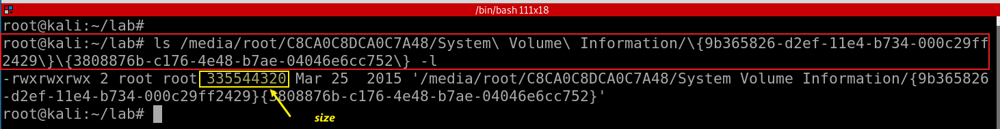 /bin/bash 111x18
root@kali:~/lab#
root@kali:~/lab# ls /media/root/C8CA0C8DCA0C7A48/System\ Volume\ Information/\{9b365826-d2ef-11e4-b734-000c29ff
2429\}\{3808876b-c176-4e48-b7ae-04046e6cc752\} -l
-rwxrwxrwx 2 root root 335544320 Mar 25  2015 '/media/root/C8CA0C8DCA0C7A48/System Volume Information/{9b365826
-d2ef-11e4-b734-000c29ff2429}{3808876b-c176-4e48-b7ae-04046e6cc752}'
root@kali:~/lab#
size